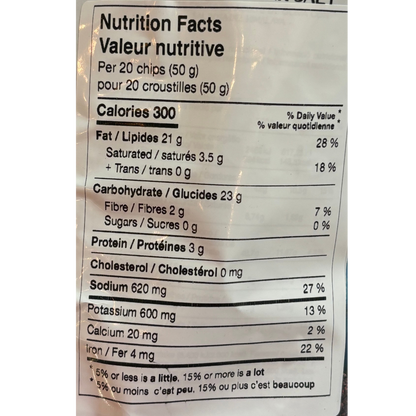 Nutrition Facts
Valeur nutritive
Per 20 chips (50 g)
pour 20 croustilles (50 g)
Calories 300
% Daily Value *
% valeur quotidienne *
Fat / Lipides 21 g 28 %
Saturated / saturés 3.5 g
+ Trans / trans 0 g 18 %
Carbohydrate / Glucides 23 g
Fibre / Fibres 2 g 7 %
Sugars / Sucres 0 g 0 %
Protein / Protéines 3 g
Cholesterol / Cholestérol 0 mg
Sodium 620 mg 27 %
Potassium 600 mg 13 %
Calcium 20 mg 2 %
Iron / Fer 4 mg 22 %
* 5% or less is a little, 15% or more is a lot
* 5% ou moins c'est peu, 15% ou plus c'est beaucoup